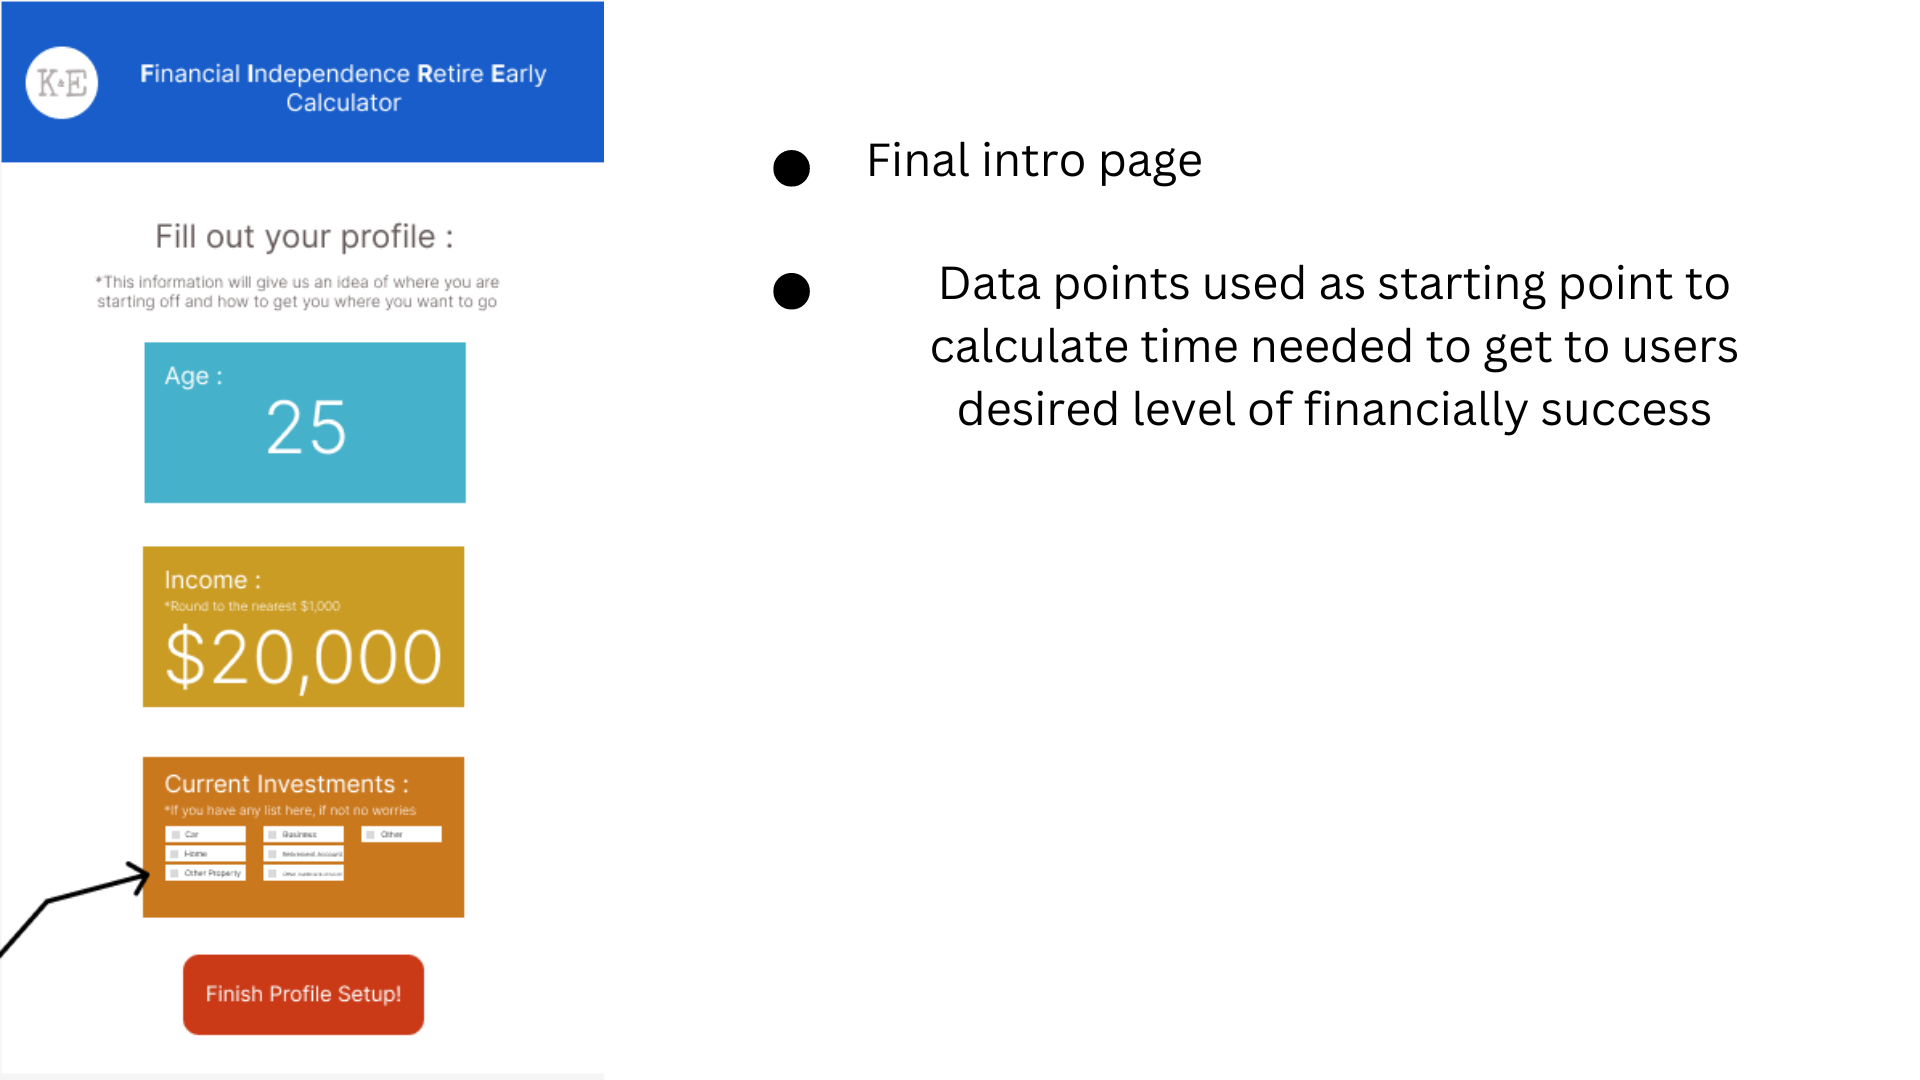 K&E
Financial Independence Retire Early
Calculator
Fill out your profile :
*This information will give us an idea of where you are
starting off and how to get you where you want to go
Age :
25
Income :
*Round to the nearest $1,000
$20,000
Current Investments :
*If you have any list here, if not no worries
Car
Business
Other
Home
Retirement Account
Other Property
Finish Profile Setup!
Final intro page
Data points used as starting point to
calculate time needed to get to users
desired level of financially success